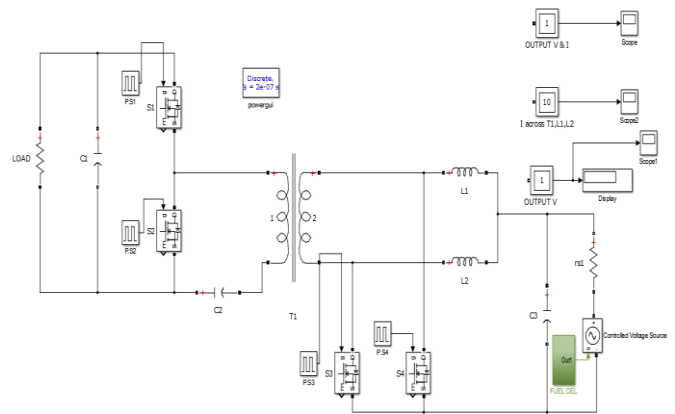 1
OUTPUT V & I
Scope
Discrete,
s = 2e-07 s
powergui
10
I across T1,L1,L2
Scope2
P.S1
S1
LOAD
C1
Scope1
1
OUTPUT V
Display
L1
P.S2
S2
1
2
L2
rs1
C2
T1
C3
P.S4
Controlled Voltage Source
P.S3
S3
S4
Out1
FUEL CEL